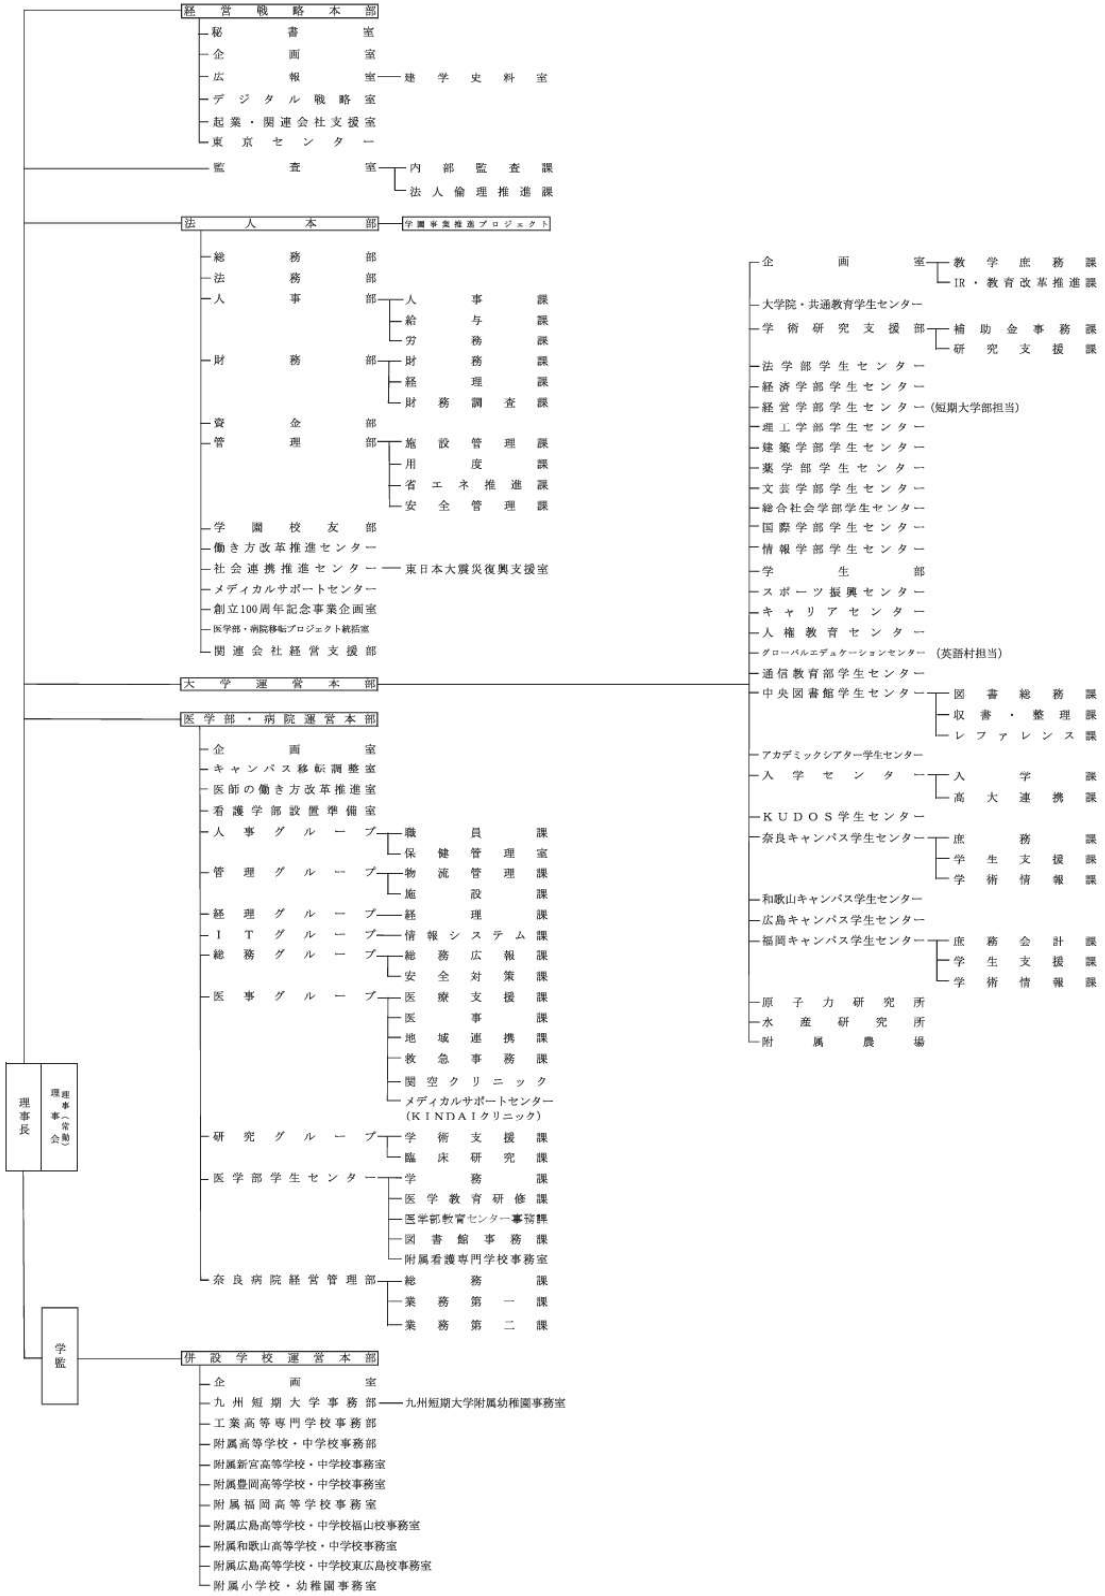 経営戦略本部
秘書室
企画室
広報室 建学史料室
デジタル戦略室
起業・関連会社支援室
東京センター
監査室 内部監査課
法人倫理推進課
法人本部 学園事業推進プロジェクト
総務部
法務部
人事部 人事課
給与課
労務課
財務部 財務課
経理課
財務調査課
資金部
管理部 施設管理課
用度課
省エネ推進課
安全管理課
学園校友部
働き方改革推進センター
社会連携推進センター 東日本大震災復興支援室
メディカルサポートセンター
創立100周年記念事業企画室
医学部・病院移転プロジェクト統括室
関連会社経営支援部
大学運営本部
企画室 教学庶務課
IR・教育改革推進課
大学院・共通教育学生センター
学術研究支援部 補助金事務課
研究支援課
法学部学生センター
経済学部学生センター
経営学部学生センター (短期大学部担当)
理工学部学生センター
建築学部学生センター
薬学部学生センター
文芸学部学生センター
総合社会学部学生センター
国際学部学生センター
情報学部学生センター
学生部
スポーツ振興センター
キャリアセンター
人権教育センター
グローバルエデュケーションセンター (英語村担当)
通信教育部学生センター
中央図書館学生センター 図書総務課
収書・整理課
レファレンス課
アカデミックシアター学生センター
入学センター 入学課
高大連携課
KUDOS学生センター
奈良キャンパス学生センター 庶務課
学生支援課
学術情報課
和歌山キャンパス学生センター
広島キャンパス学生センター
福岡キャンパス学生センター 庶務会計課
学生支援課
学術情報課
原子力研究所
水産研究所
附属農場
医学部・病院運営本部
企画室
キャンパス移転調整室
医師の働き方改革推進室
看護学部設置準備室
人事グループ 職員課
保健管理室
管理グループ 物流管理課
施設課
経理グループ 経理課
ITグループ 情報システム課
総務グループ 総務広報課
安全対策課
医事グループ 医療支援課
医事課
地域連携課
救急事務課
関空クリニック
メディカルサポートセンター
(KINDAIクリニック)
研究グループ 学術支援課
臨床研究課
医学部学生センター 学務課
医学教育研修課
医学部教育センター事務課
図書館事務課
附属看護専門学校事務室
奈良病院経営管理部 総務課
業務第一課
業務第二課
理事長
理事会
理事(常勤)
学監
併設学校運営本部
企画室
九州短期大学事務部 九州短期大学附属幼稚園事務室
工業高等専門学校事務部
附属高等学校・中学校事務部
附属新宮高等学校・中学校事務室
附属豊岡高等学校・中学校事務室
附属福岡高等学校事務室
附属広島高等学校・中学校福山校事務室
附属和歌山高等学校・中学校事務室
附属広島高等学校・中学校東広島校事務室
附属小学校・幼稚園事務室